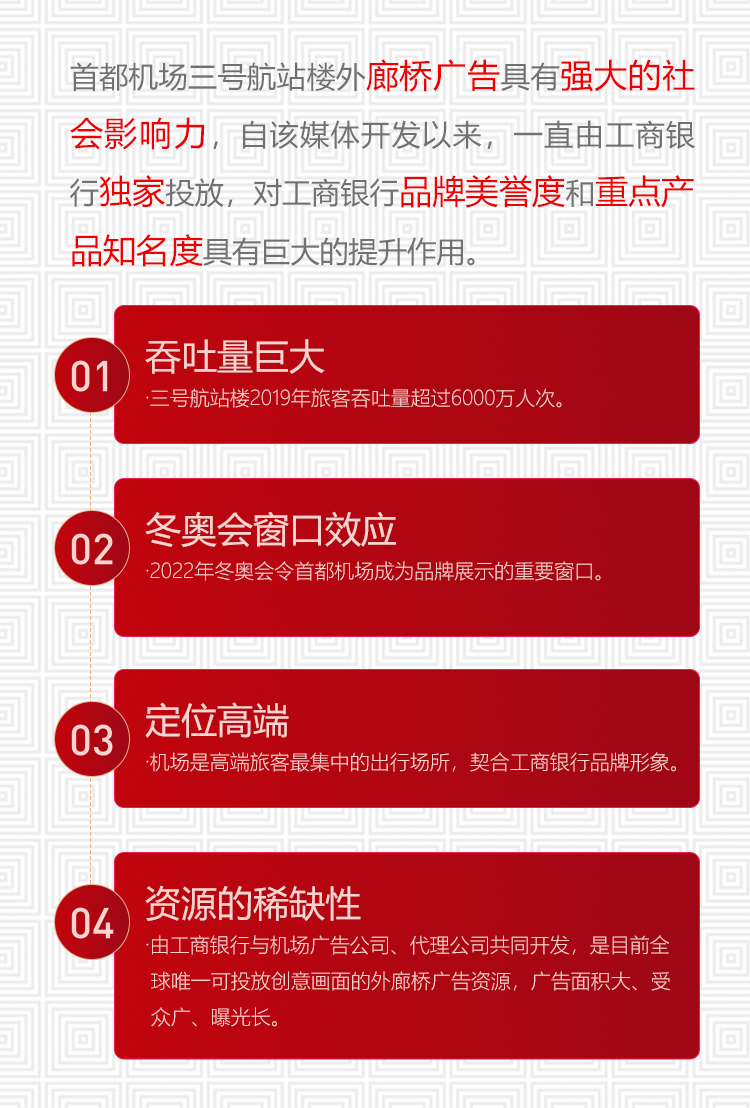 首都机场三号航站楼外廊桥广告具有强大的社
会影响力，自该媒体开发以来，一直由工商银
行独家投放，对工商银行品牌美誉度和重点产
品知名度具有巨大的提升作用。
01
吞吐量巨大
·三号航站楼2019年旅客吞吐量超过6000万人次。
02
冬奥会窗口效应
·2022年冬奥会令首都机场成为品牌展示的重要窗口。
03
定位高端
·机场是高端旅客最集中的出行场所，契合工商银行品牌形象。
04
资源的稀缺性
·由工商银行与机场广告公司、代理公司共同开发，是目前全
球唯一可投放创意画面的外廊桥广告资源，广告面积大、受
众广、曝光长。